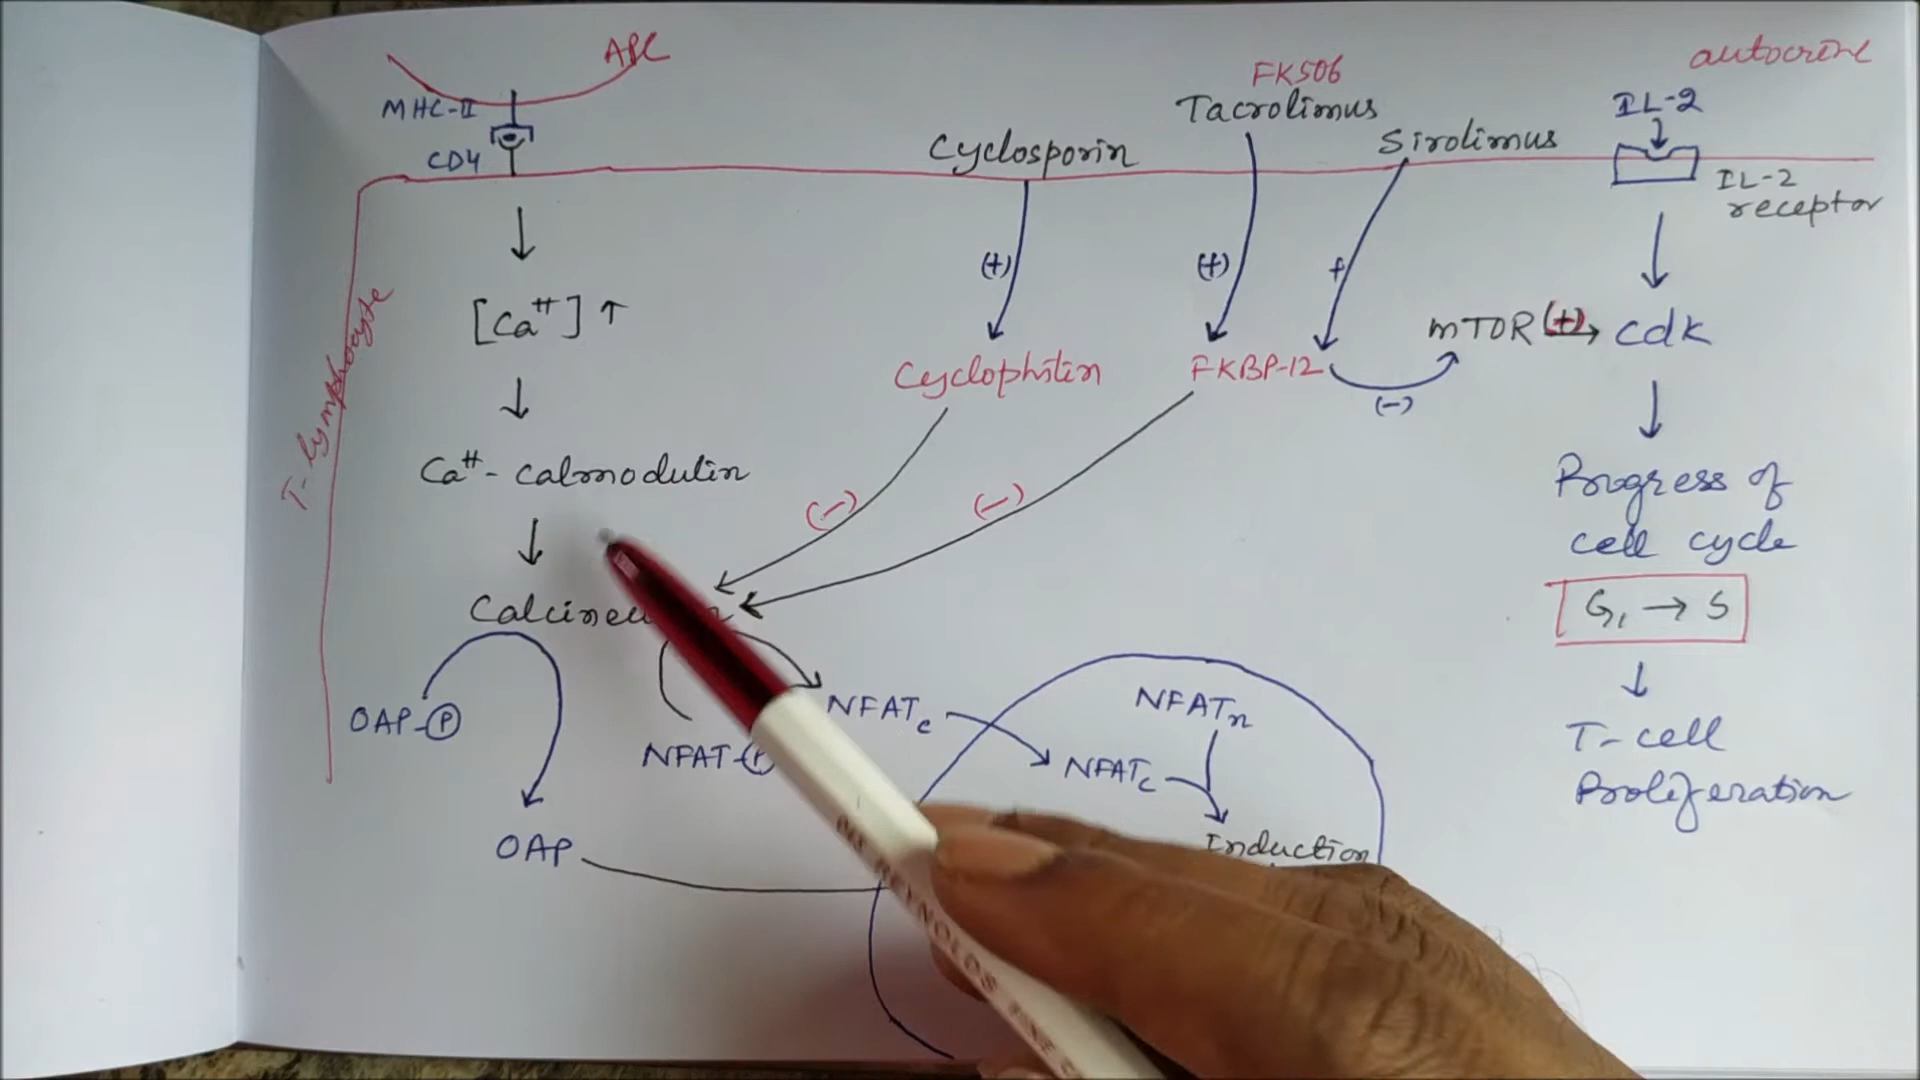 APC
MHC-II
CD4
T-lymphocyte
[Ca++] ↑
Ca++- calmodulin
OAP-Ⓟ
OAP
NFAT-Ⓟ
NFATc
NFATc
NFATn
Induction
Cyclosporin
(+)
Cyclophilin
(-)
FK506
Tacrolimus
(+)
Sirolimus
+
FKBP-12
(-)
(-)
mTOR (+)→ cdk
autocrine
IL-2
IL-2
receptor
Progress of
cell cycle
G₁ → S
T-cell
Proliferation
REYNOLDS